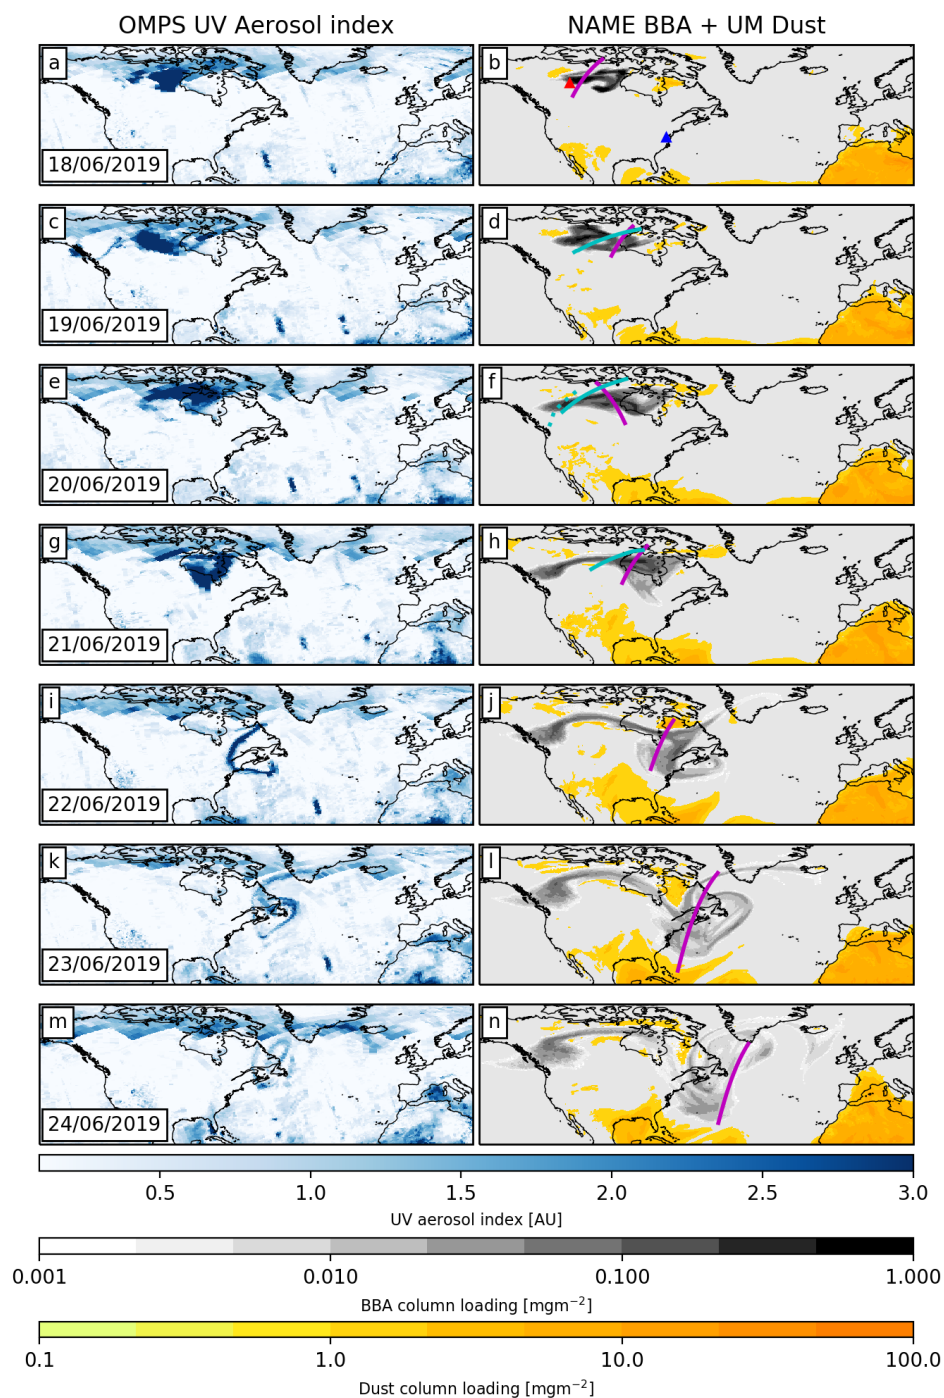 OMPS UV Aerosol index
NAME BBA + UM Dust
a
18/06/2019
b
c
19/06/2019
d
e
20/06/2019
f
g
21/06/2019
h
i
22/06/2019
j
k
23/06/2019
l
m
24/06/2019
n
0.5 1.0 1.5 2.0 2.5 3.0
UV aerosol index [AU]
0.001 0.010 0.100 1.000
BBA column loading [mgm⁻²]
0.1 1.0 10.0 100.0
Dust column loading [mgm⁻²]